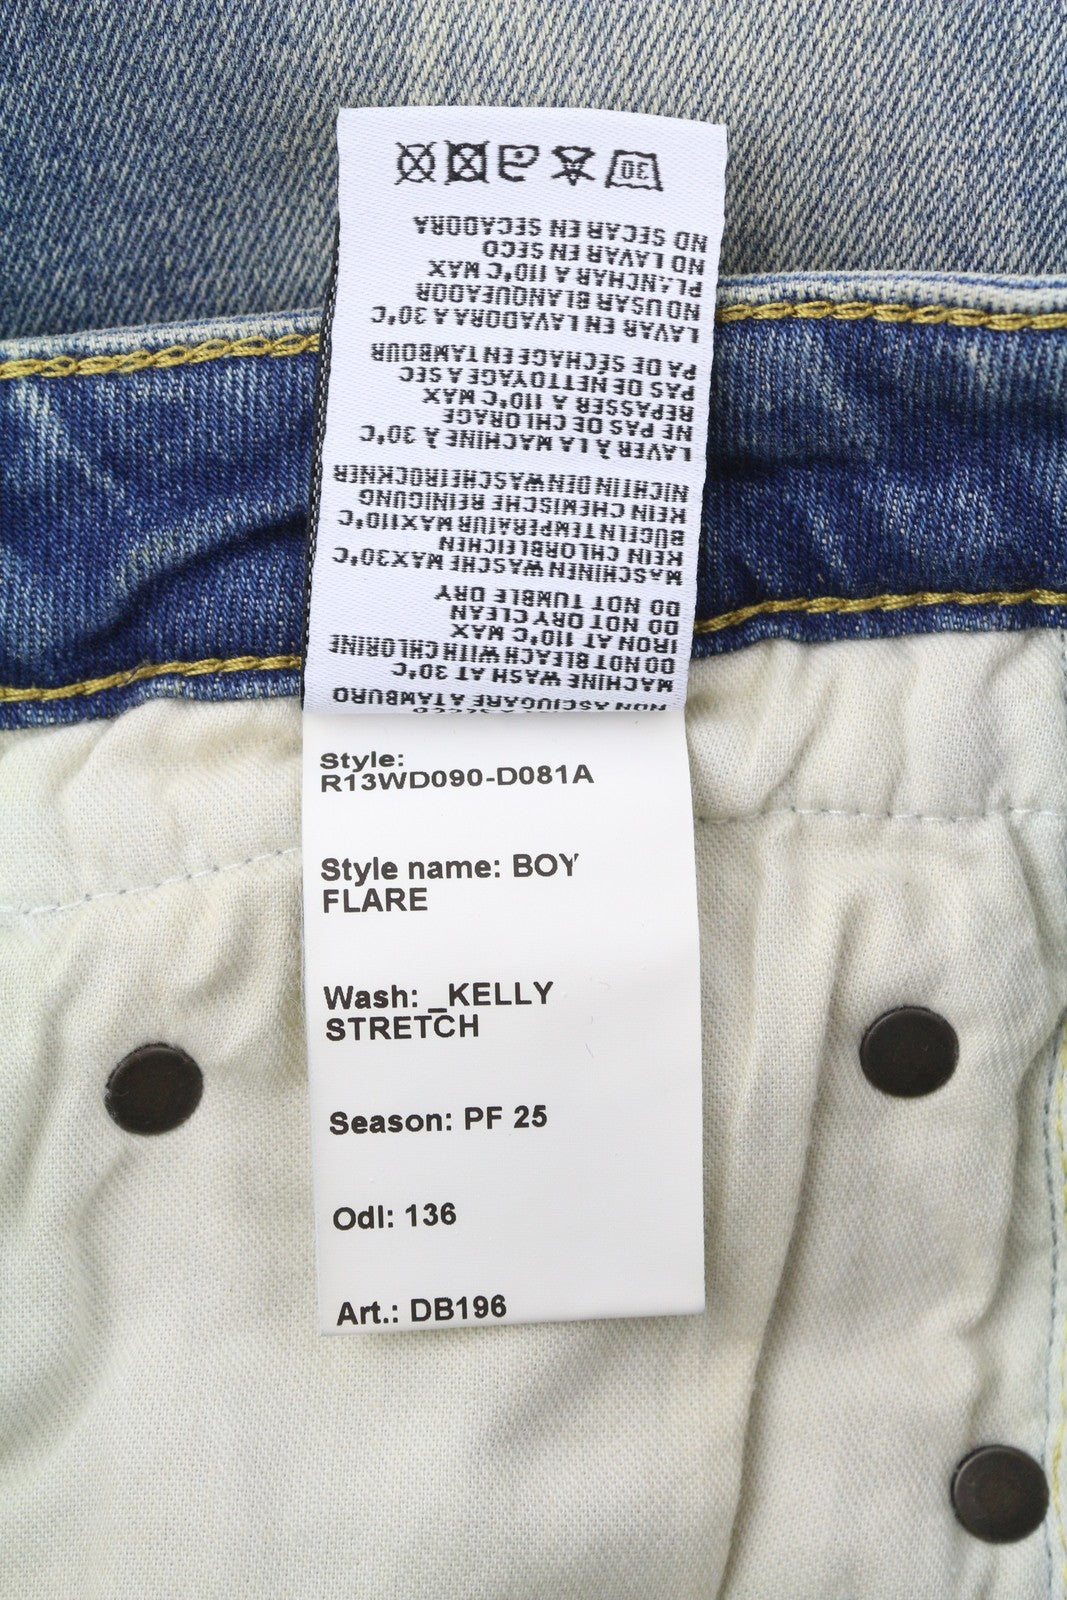 Style:
R13WD090-D081A
Style name: BOY
FLARE
Wash: _KELLY
STRETCH
Season: PF 25
Odl: 136
Art.: DB196
NON ASCIUGARE A TAMBURO
MACHINE WASH AT 30°C
DO NOT BLEACH WITH CHLORINE
IRON AT 110°C MAX
DO NOT DRY CLEAN
DO NOT TUMBLE DRY
MASCHINEN WASCHE MAX30°C
KEIN CHLORBLEICHEN
BÜGELN TEMPERATUR MAX110°C
KEIN CHEMISCHE REINIGUNG
NICHT IN DEN WASCHETROCKNER
LAVER À LA MACHINE À 30°C
NE PAS DE CHLORAGE
REPASSER A 110°C MAX
PAS DE NETTOYAGE A SEC
PA DE SÉCHAGE EN TAMBOUR
LAVAR EN LAVADORA A 30°C
NO USAR BLANQUEADOR
PLANCHAR A 110°C MAX
NO LAVAR EN SECO
NO SECAR EN SECADORA
30